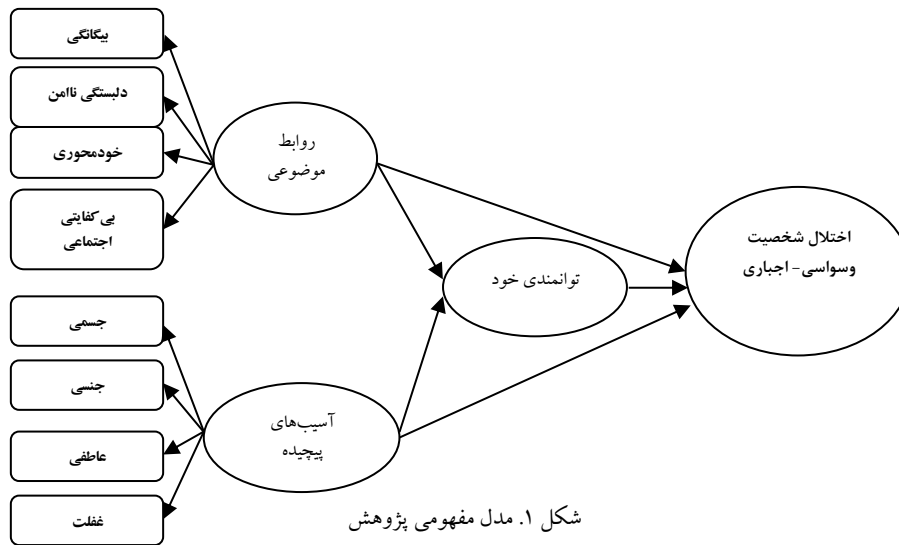 بیگانگی
دلبستگی ناامن
خودمحوری
بی کفایتی
اجتماعی
روابط
موضوعی
اختلال شخصیت
وسواسی- اجباری
توانمندی خود
جسمی
جنسی
عاطفی
غفلت
آسیب‌های
پیچیده
شکل ۱. مدل مفهومی پژوهش